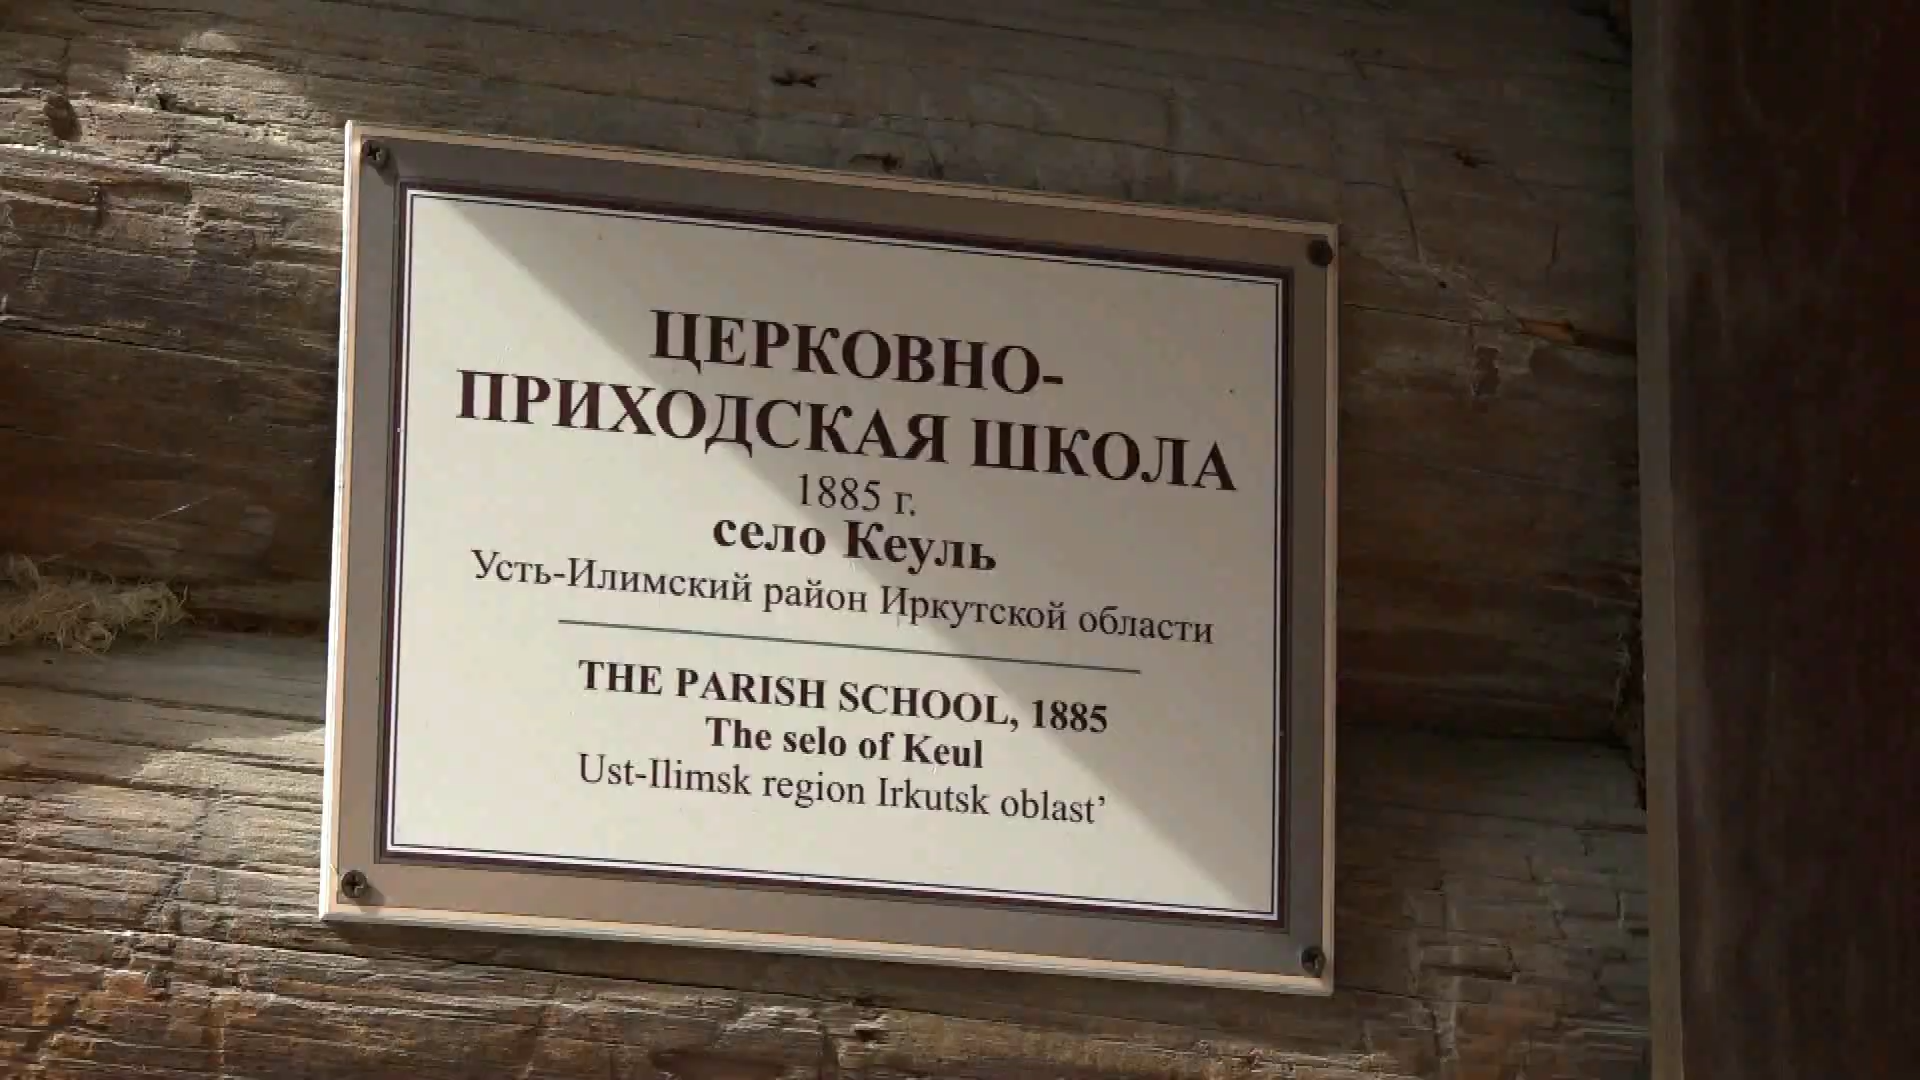 ЦЕРКОВНО-
ПРИХОДСКАЯ ШКОЛА
1885 г.
село Кеуль
Усть-Илимский район Иркутской области
THE PARISH SCHOOL, 1885
The selo of Keul
Ust-Ilimsk region Irkutsk oblast’